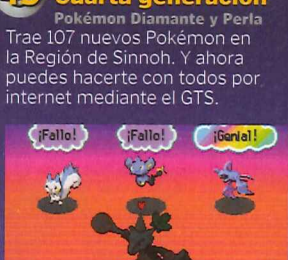 Cuarta generación
Pokémon Diamante y Perla
Trae 107 nuevos Pokémon en
la Región de Sinnoh. Y ahora
puedes hacerte con todos por
internet mediante el GTS.
¡Fallo! ¡Fallo! ¡Genial!